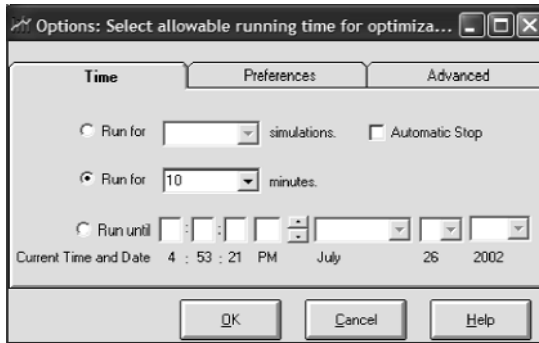 Options: Select allowable running time for optimiza...
Time Preferences Advanced
Run for simulations. Automatic Stop
Run for 10 minutes.
Run until : :
Current Time and Date 4 : 53 : 21 PM July 26 2002
OK Cancel Help